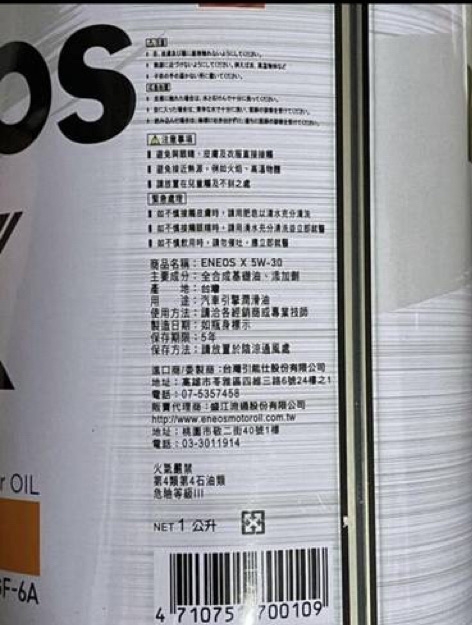 OS
⚠注意事項
避免與眼睛、皮膚及衣服直接接觸
避免接近熱源，例如火焰、高溫物體
請放置在兒童觸及不到之處
緊急處理
如不慎接觸皮膚時，請用肥皂以清水充分清洗
如不慎接觸眼睛時，請用清水充分清洗並立即就醫
如不慎飲用時，請勿催吐，應立即就醫
商品名稱：ENEOS X 5W-30
主要成分：全合成基礎油、添加劑
產　　地：台灣
用　　途：汽車引擎潤滑油
使用方法：請洽各經銷商或專業技師
製造日期：如瓶身標示
保存期限：5年
保存方法：請放置於陰涼通風處
進口商/委製商：台灣引能仕股份有限公司
地址：高雄市苓雅區四維三路6號24樓之1
電話：07-5357458
販賣代理商：盛江流通股份有限公司
http://www.eneosmotoroil.com.tw
地址：桃園市敬二街40號1樓
電話：03-3011914
火氣嚴禁
第4類第4石油類
危險等級III
r OIL
NET 1 公升
GF-6A
4 71075 700109